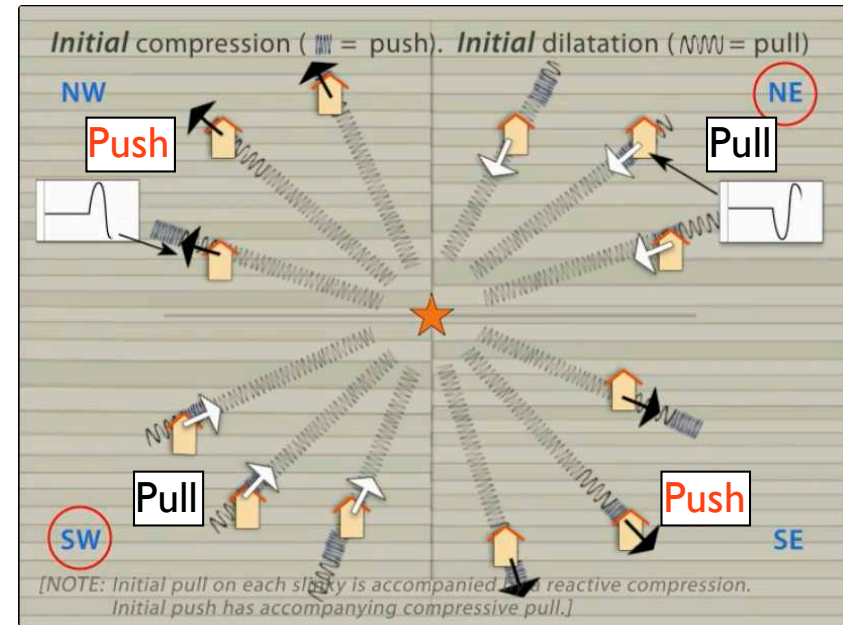 Initial compression ( = push). Initial dilatation ( = pull)
NW
NE
Push
Pull
Pull
Push
SW
SE
[NOTE: Initial pull on each slinky is accompanied a reactive compression.
Initial push has accompanying compressive pull.]